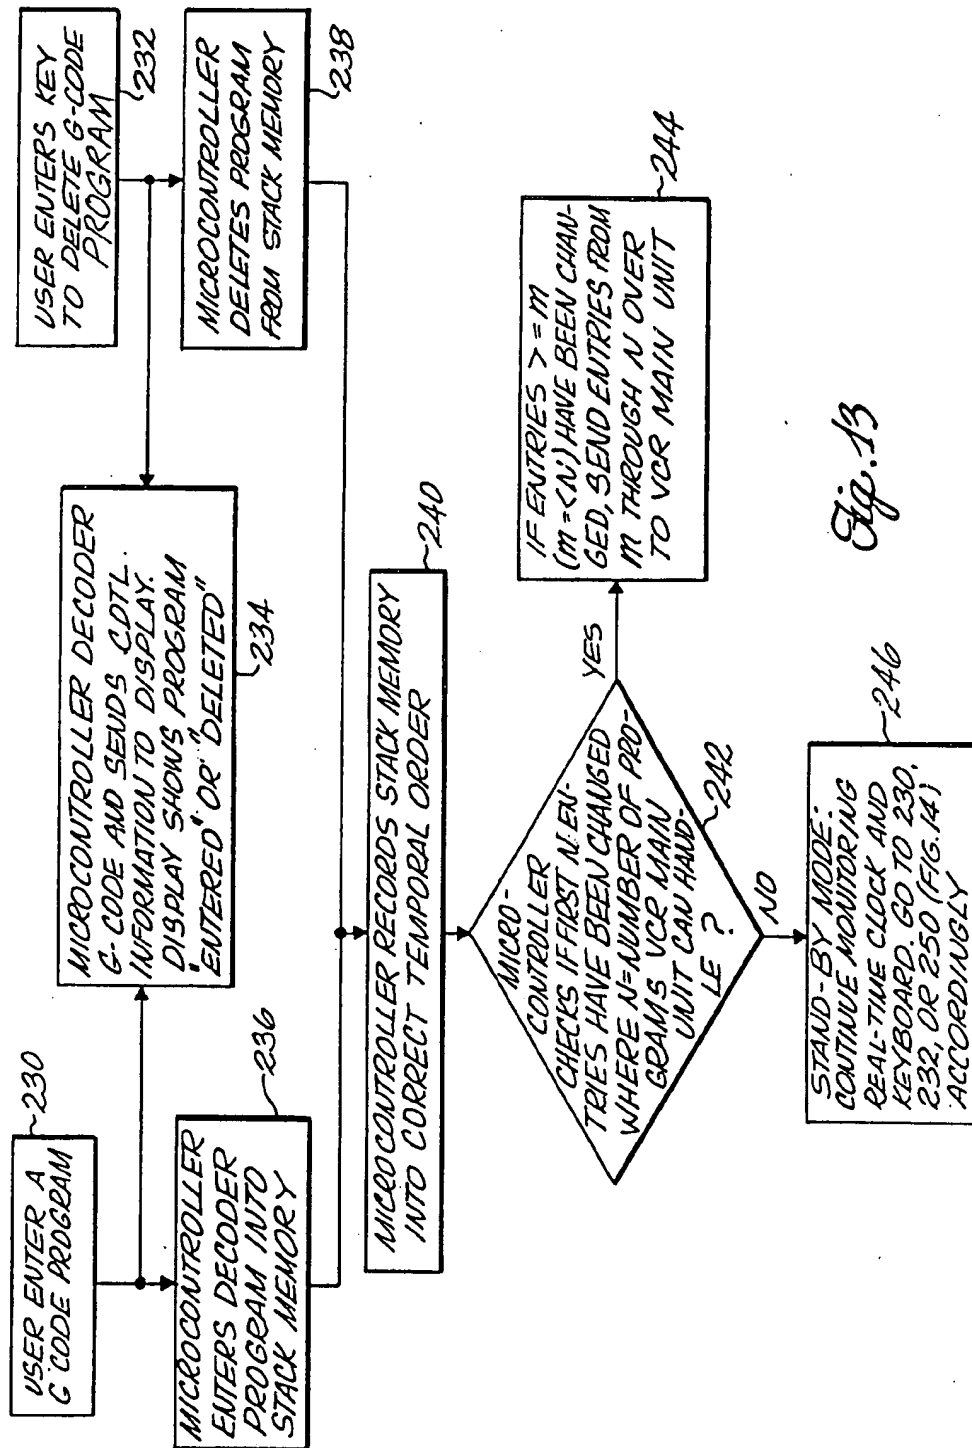 USER ENTER A
G CODE PROGRAM
230
USER ENTERS KEY
TO DELETE G-CODE
PROGRAM
232
MICROCONTROLLER DECODER
G-CODE AND SENDS CDTL.
INFORMATION TO DISPLAY.
DISPLAY SHOWS PROGRAM
"ENTERED" OR "DELETED"
234
MICROCONTROLLER
ENTERS DECODER
PROGRAM INTO
STACK MEMORY
236
MICROCONTROLLER
DELETES PROGRAM
FROM STACK MEMORY
238
MICROCONTROLLER RECORDS STACK MEMORY
INTO CORRECT TEMPORAL ORDER
240
MICRO-
CONTROLLER
CHECKS IF FIRST N EN-
TRIES HAVE BEEN CHANGED
WHERE N=NUMBER OF PRO-
GRAMS VCR MAIN
UNIT CAN HAND-
LE ?
242
YES
NO
IF ENTRIES >=m
(m=<N) HAVE BEEN CHAN-
GED, SEND ENTRIES FROM
m THROUGH N OVER
TO VCR MAIN UNIT
244
STAND-BY MODE:
CONTINUE MONITORING
REAL-TIME CLOCK AND
KEYBOARD. GO TO 230,
232, OR 250 (FIG.14)
ACCORDINGLY
246
Fig. 13